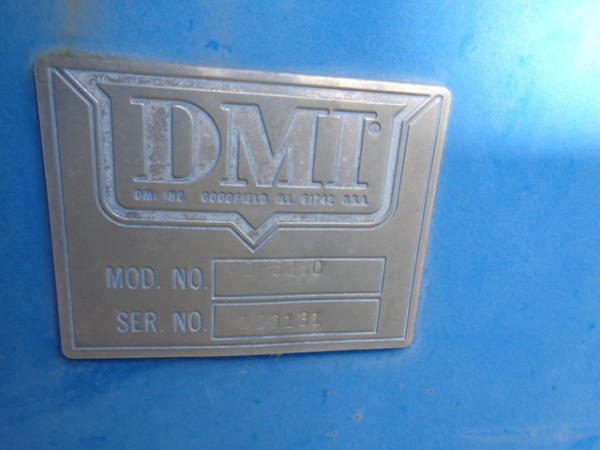 DMI®
DMI INC. GOODFIELD ILL. 61742 U.S.A.
MOD. NO.
SER. NO.